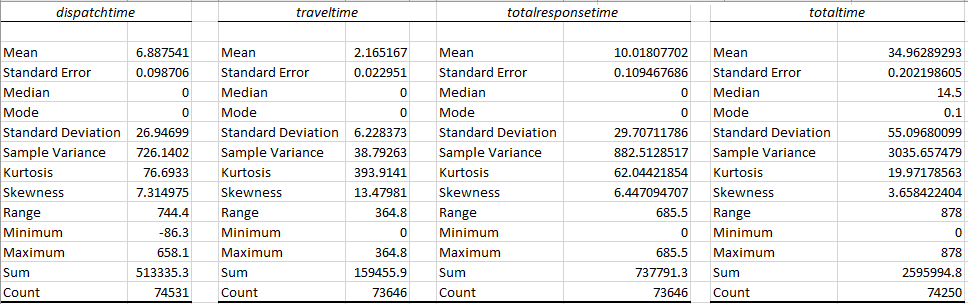 dispatchtime traveltime totalresponsetime totaltime
Mean 6.887541 Mean 2.165167 Mean 10.01807702 Mean 34.96289293
Standard Error 0.098706 Standard Error 0.022951 Standard Error 0.109467686 Standard Error 0.202198605
Median 0 Median 0 Median 0 Median 14.5
Mode 0 Mode 0 Mode 0 Mode 0.1
Standard Deviation 26.94699 Standard Deviation 6.228373 Standard Deviation 29.70711786 Standard Deviation 55.09680099
Sample Variance 726.1402 Sample Variance 38.79263 Sample Variance 882.5128517 Sample Variance 3035.657479
Kurtosis 76.6933 Kurtosis 393.9141 Kurtosis 62.04421854 Kurtosis 19.97178563
Skewness 7.314975 Skewness 13.47981 Skewness 6.447094707 Skewness 3.658422404
Range 744.4 Range 364.8 Range 685.5 Range 878
Minimum -86.3 Minimum 0 Minimum 0 Minimum 0
Maximum 658.1 Maximum 364.8 Maximum 685.5 Maximum 878
Sum 513335.3 Sum 159455.9 Sum 737791.3 Sum 2595994.8
Count 74531 Count 73646 Count 73646 Count 74250